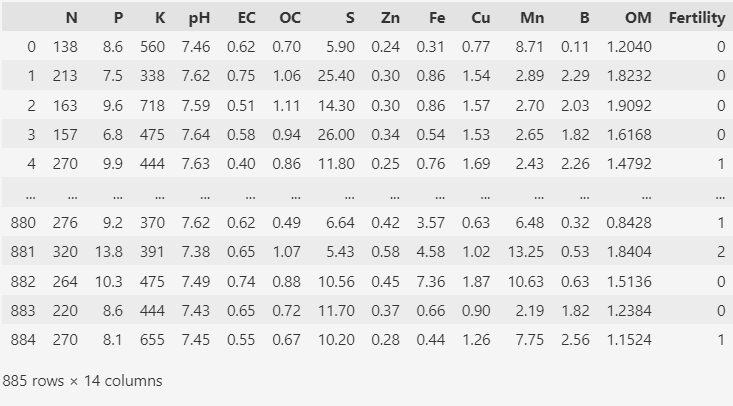 N P K pH EC OC S Zn Fe Cu Mn B OM Fertility
0 138 8.6 560 7.46 0.62 0.70 5.90 0.24 0.31 0.77 8.71 0.11 1.2040 0
1 213 7.5 338 7.62 0.75 1.06 25.40 0.30 0.86 1.54 2.89 2.29 1.8232 0
2 163 9.6 718 7.59 0.51 1.11 14.30 0.30 0.86 1.57 2.70 2.03 1.9092 0
3 157 6.8 475 7.64 0.58 0.94 26.00 0.34 0.54 1.53 2.65 1.82 1.6168 0
4 270 9.9 444 7.63 0.40 0.86 11.80 0.25 0.76 1.69 2.43 2.26 1.4792 1
... ... ... ... ... ... ... ... ... ... ... ... ... ... ...
880 276 9.2 370 7.62 0.62 0.49 6.64 0.42 3.57 0.63 6.48 0.32 0.8428 1
881 320 13.8 391 7.38 0.65 1.07 5.43 0.58 4.58 1.02 13.25 0.53 1.8404 2
882 264 10.3 475 7.49 0.74 0.88 10.56 0.45 7.36 1.87 10.63 0.63 1.5136 0
883 220 8.6 444 7.43 0.65 0.72 11.70 0.37 0.66 0.90 2.19 1.82 1.2384 0
884 270 8.1 655 7.45 0.55 0.67 10.20 0.28 0.44 1.26 7.75 2.56 1.1524 1
885 rows × 14 columns